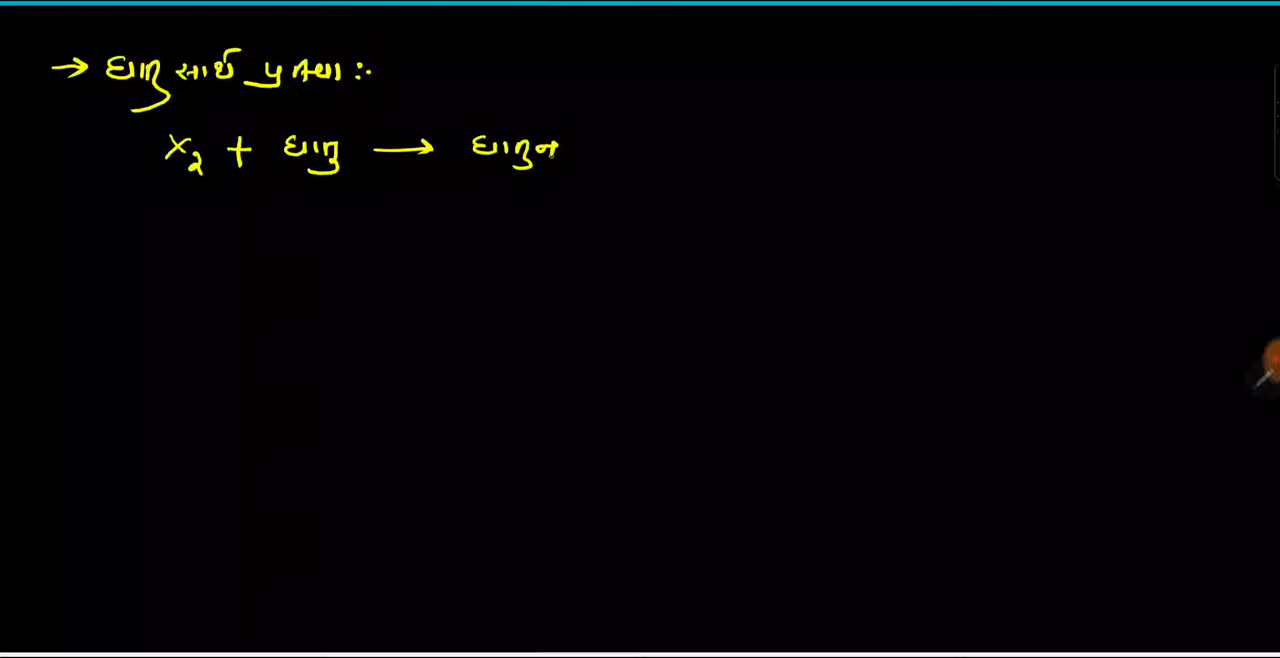 → ધાતુ સાથે પ્રક્રિયા :-
X₂ + ધાતુ ⟶ ધાતુન